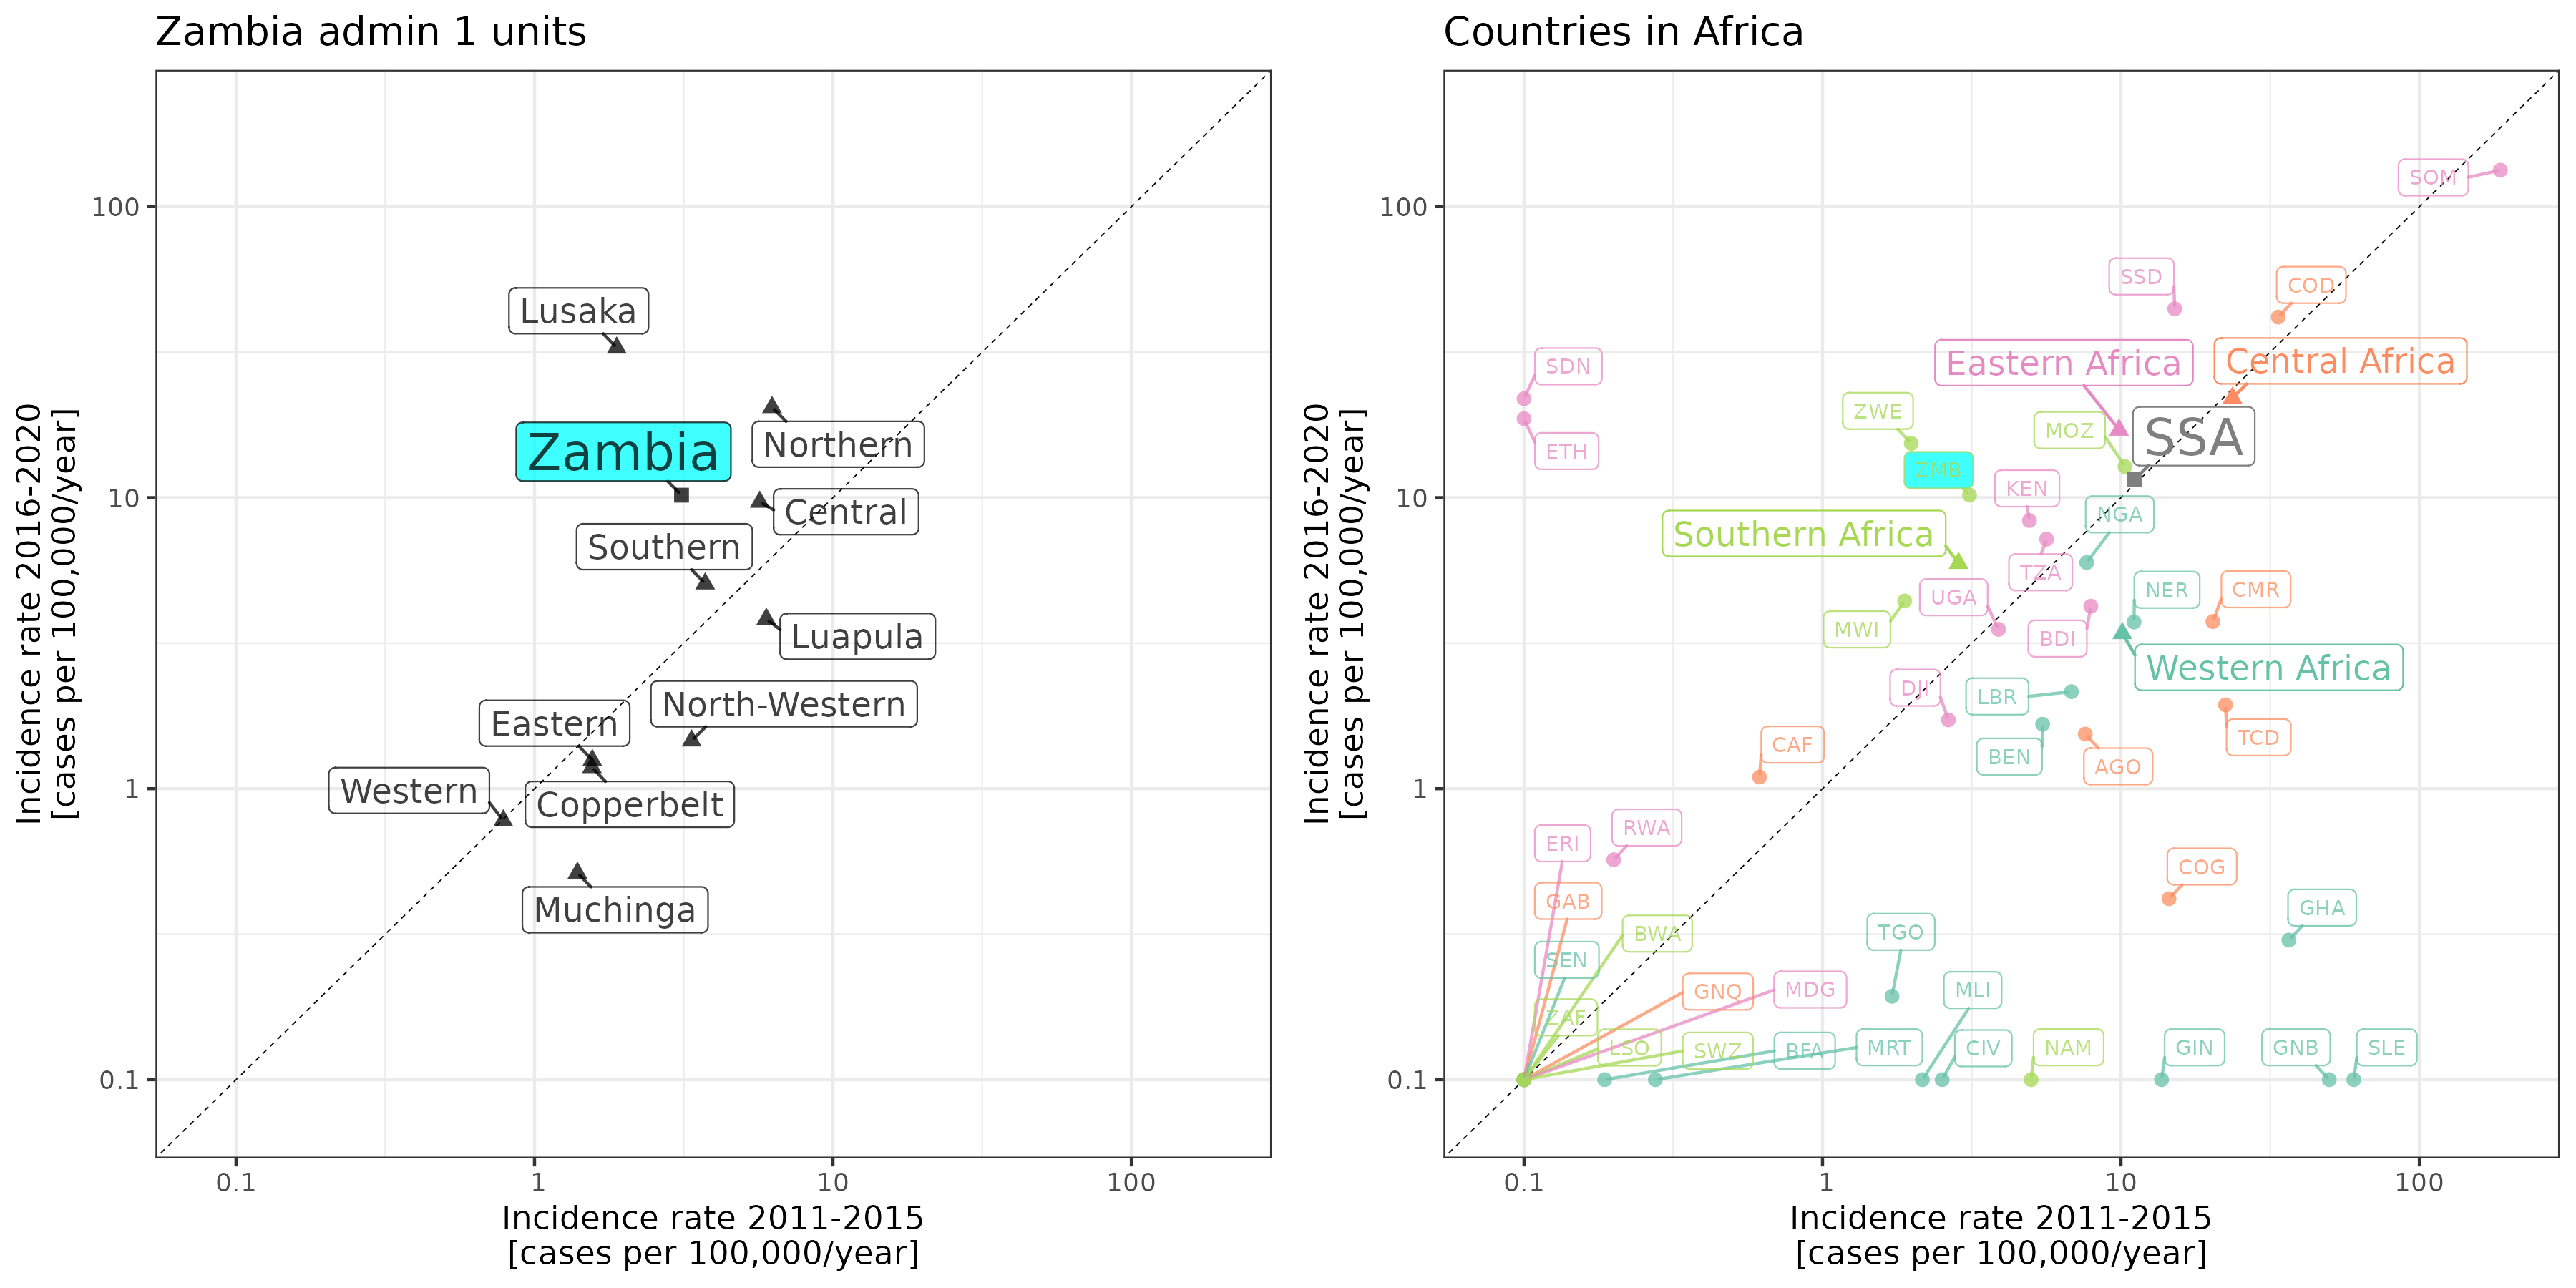 Zambia admin 1 units
Incidence rate 2016-2020
[cases per 100,000/year]
100
10
1
0.1
Lusaka
Northern
Zambia
Central
Southern
Luapula
North-Western
Eastern
Western
Copperbelt
Muchinga
0.1
1
10
100
Incidence rate 2011-2015
[cases per 100,000/year]
Countries in Africa
Incidence rate 2016-2020
[cases per 100,000/year]
100
10
1
0.1
SOM
SSD
COD
Eastern Africa
Central Africa
SDN
ZWE
MOZ
SSA
ETH
ZMB
KEN
NGA
Southern Africa
TZA
UGA
NER
CMR
MWI
BDI
Western Africa
DJI
LBR
CAF
BEN
AGO
TCD
ERI
RWA
COG
GAB
GHA
BWA
TGO
SEN
GNQ
MDG
MLI
ZAF
LSO
SWZ
BFA
MRT
CIV
NAM
GIN
GNB
SLE
0.1
1
10
100
Incidence rate 2011-2015
[cases per 100,000/year]